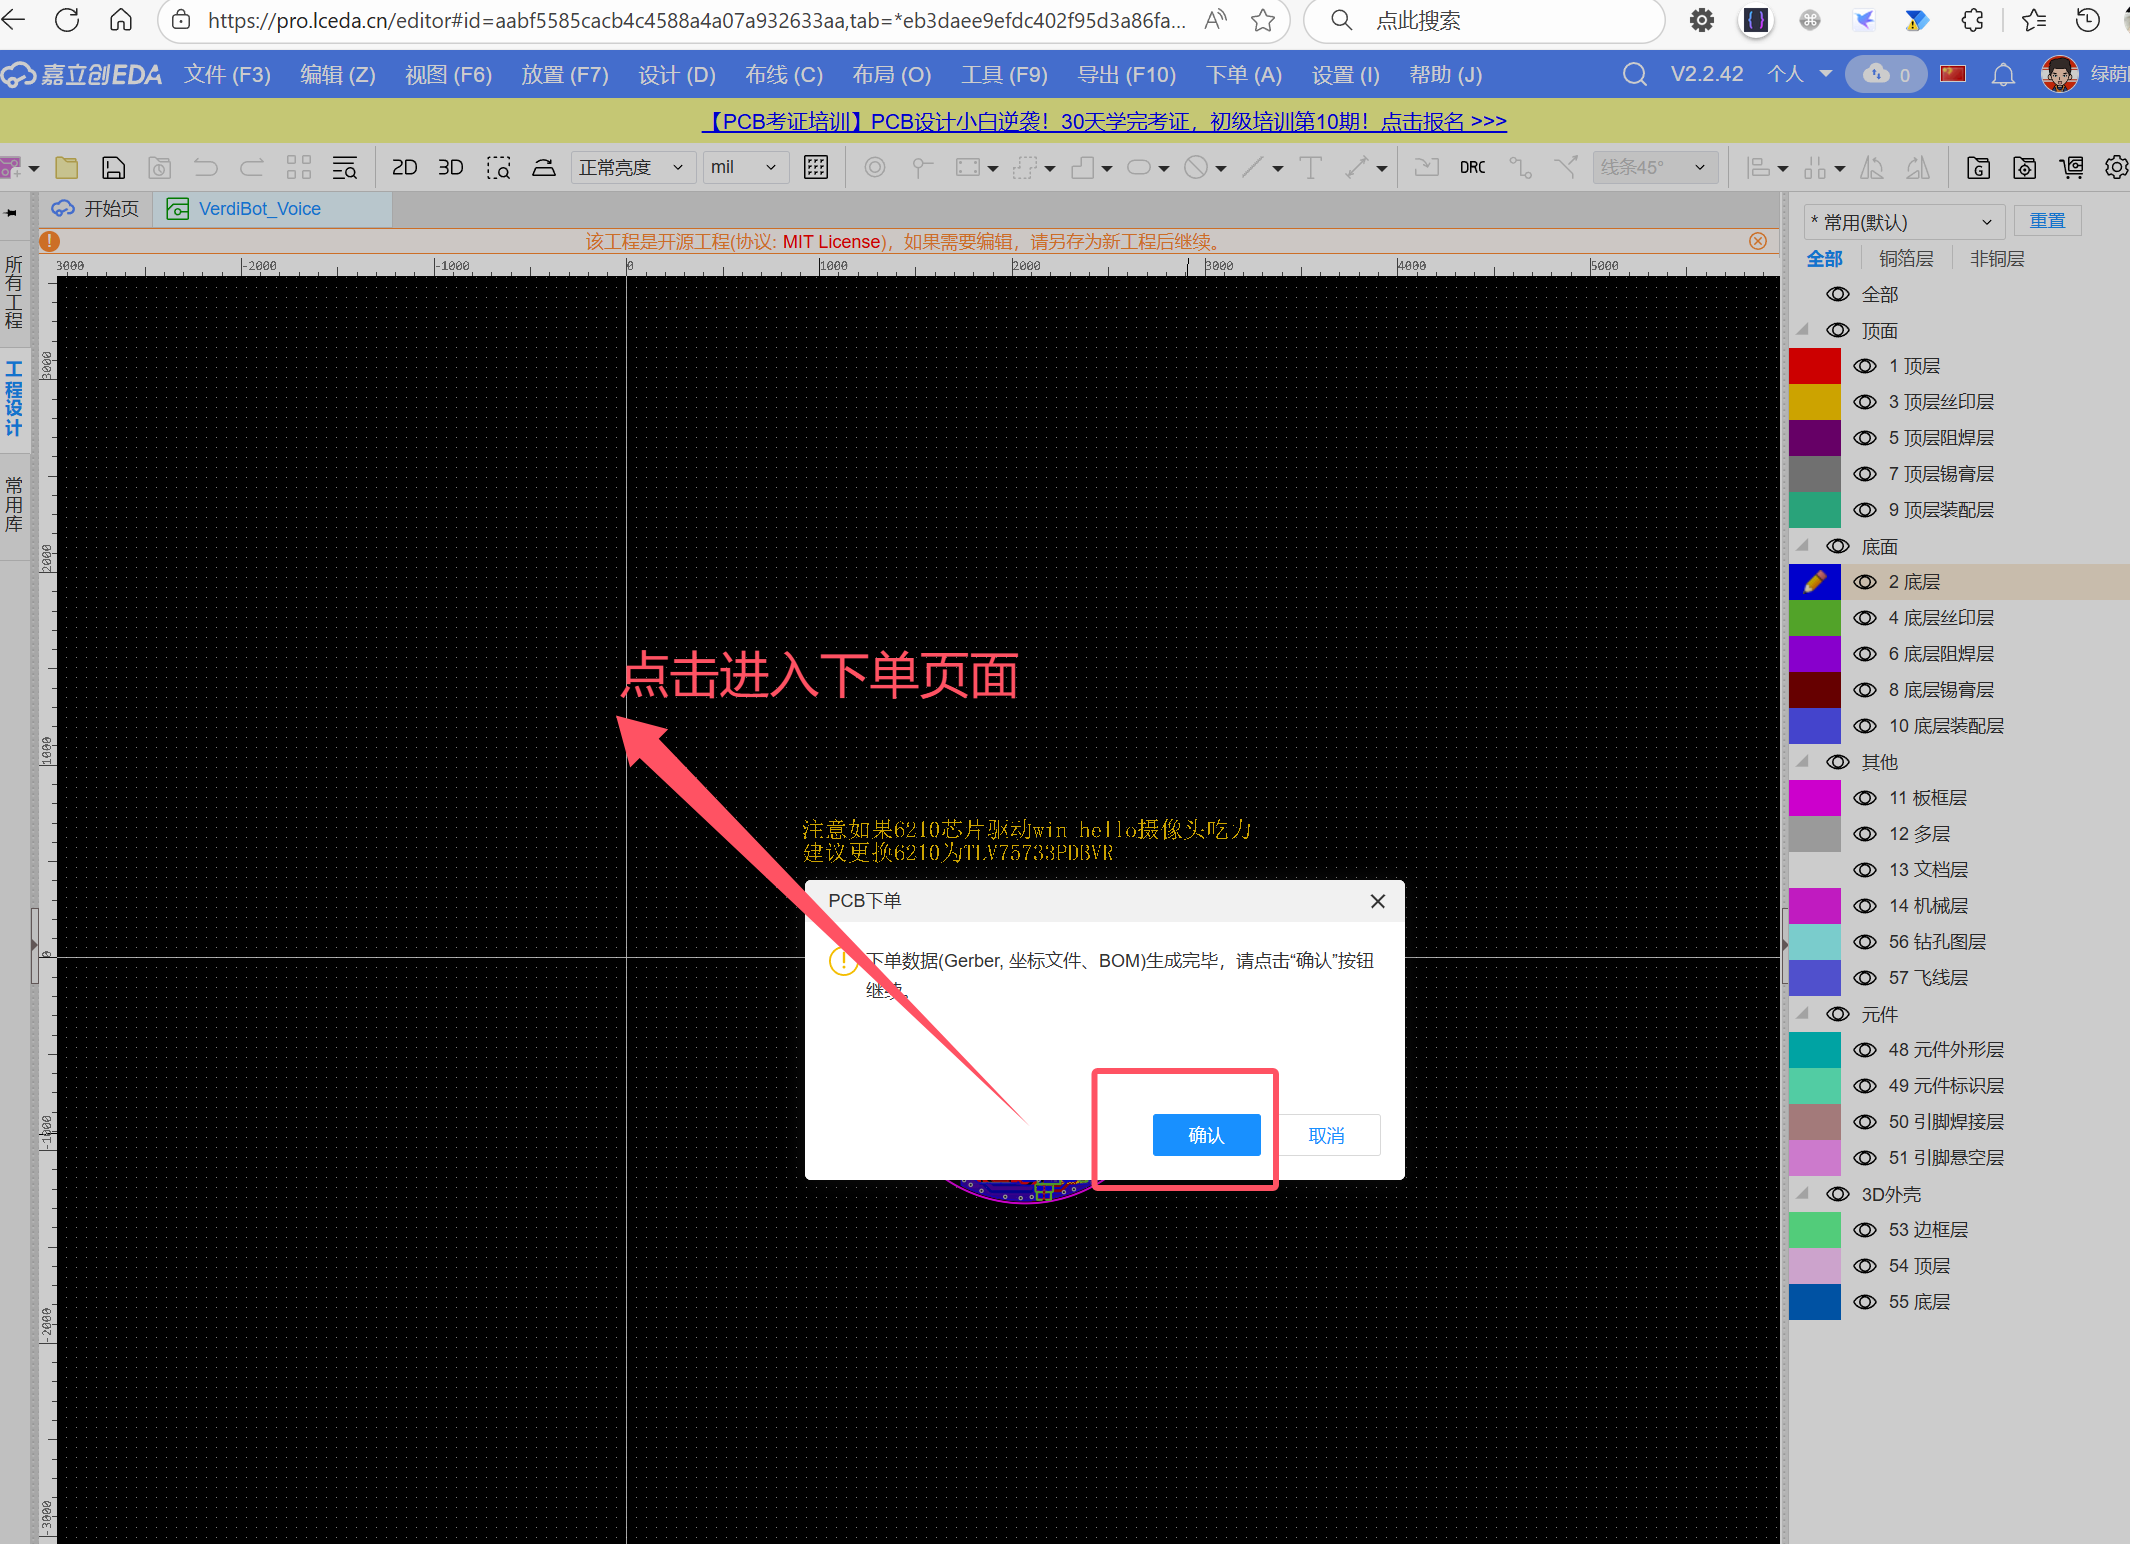 https://pro.lceda.cn/editor#id=aabf5585cacb4c4588a4a07a932633aa,tab=*eb3daee9efdc402f95d3a86fa...
点此搜索
嘉立创EDA 文件 (F3) 编辑 (Z) 视图 (F6) 放置 (F7) 设计 (D) 布线 (C) 布局 (O) 工具 (F9) 导出 (F10) 下单 (A) 设置 (I) 帮助 (J) V2.2.42 个人 0
【PCB考证培训】PCB设计小白逆袭！30天学完考证，初级培训第10期！点击报名 >>>
2D 3D 正常亮度 mil T DRC 线条45°
开始页 VerdiBot_Voice
* 常用(默认) 重置
该工程是开源工程(协议: MIT License)，如果需要编辑，请另存为新工程后继续。
全部 铜箔层 非铜层
3000 -2000 -1000 0 1000 2000 3000 4000 5000
所有工程
工程设计
常用库
3000
2000
1000
0
-1000
-2000
-3000
点击进入下单页面
注意如果6210芯片驱动win hello摄像头吃力
建议更换6210为TLV75733PDBVR
PCB下单
下单数据(Gerber, 坐标文件、BOM)生成完毕，请点击“确认”按钮
继续。
确认 取消
全部
顶面
1 顶层
3 顶层丝印层
5 顶层阻焊层
7 顶层锡膏层
9 顶层装配层
底面
2 底层
4 底层丝印层
6 底层阻焊层
8 底层锡膏层
10 底层装配层
其他
11 板框层
12 多层
13 文档层
14 机械层
56 钻孔图层
57 飞线层
元件
48 元件外形层
49 元件标识层
50 引脚焊接层
51 引脚悬空层
3D外壳
53 边框层
54 顶层
55 底层